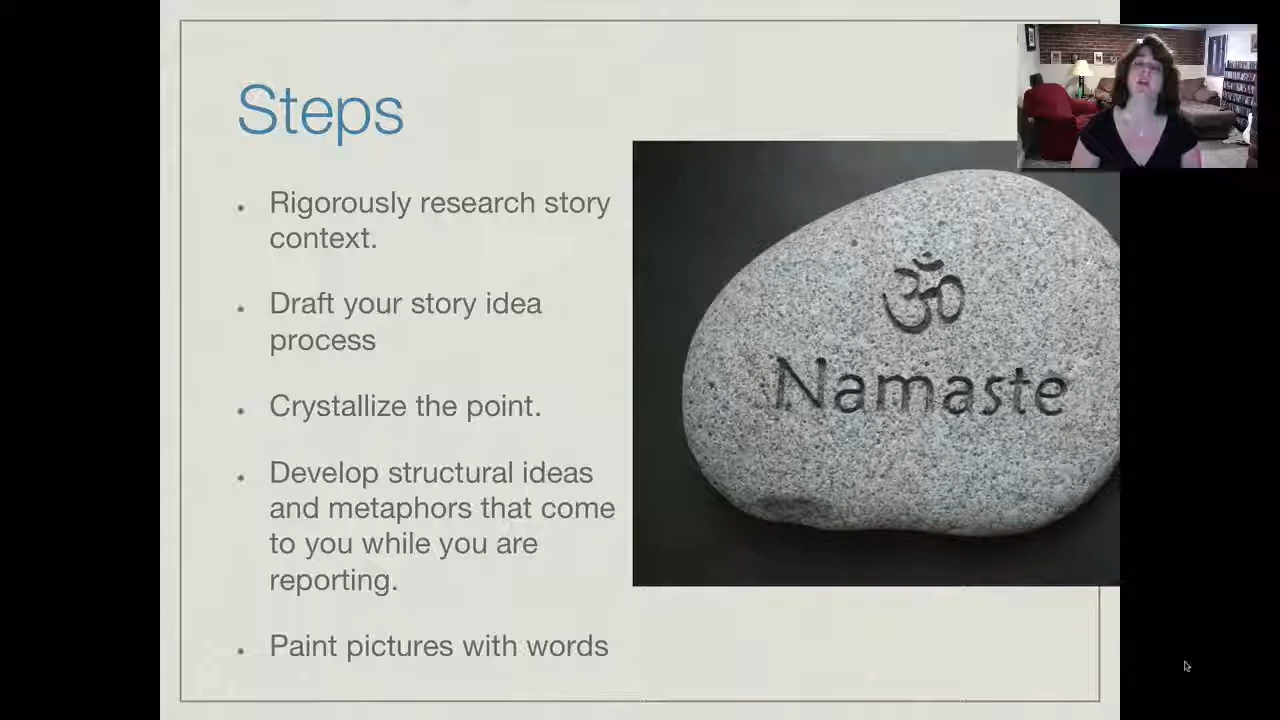 Steps
Rigorously research story
context.
Draft your story idea
process
Crystallize the point.
Develop structural ideas
and metaphors that come
to you while you are
reporting.
Paint pictures with words
ॐ
Namaste